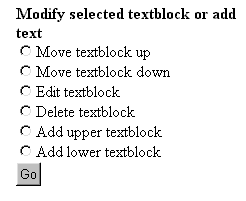 Modify selected textblock or add
text
Move textblock up
Move textblock down
Edit textblock
Delete textblock
Add upper textblock
Add lower textblock
Go